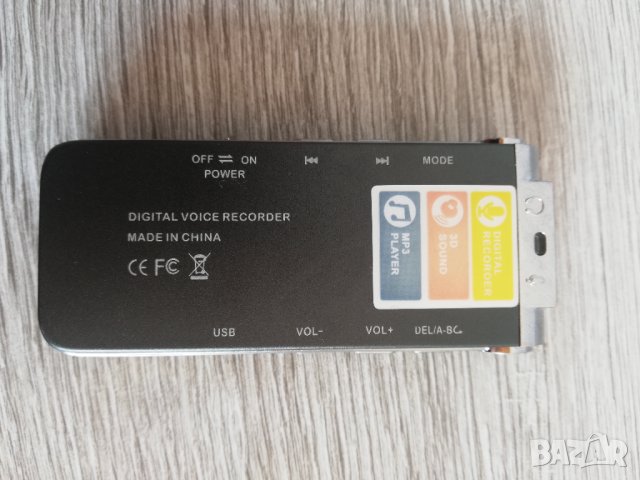 OFF ⇌ ON
POWER
MODE
DIGITAL VOICE RECORDER
MADE IN CHINA
CE FC
MP3 PLAYER
3D SOUND
DIGITAL RECORDER
USB
VOL-
VOL+
DEL/A-B
BAZAR